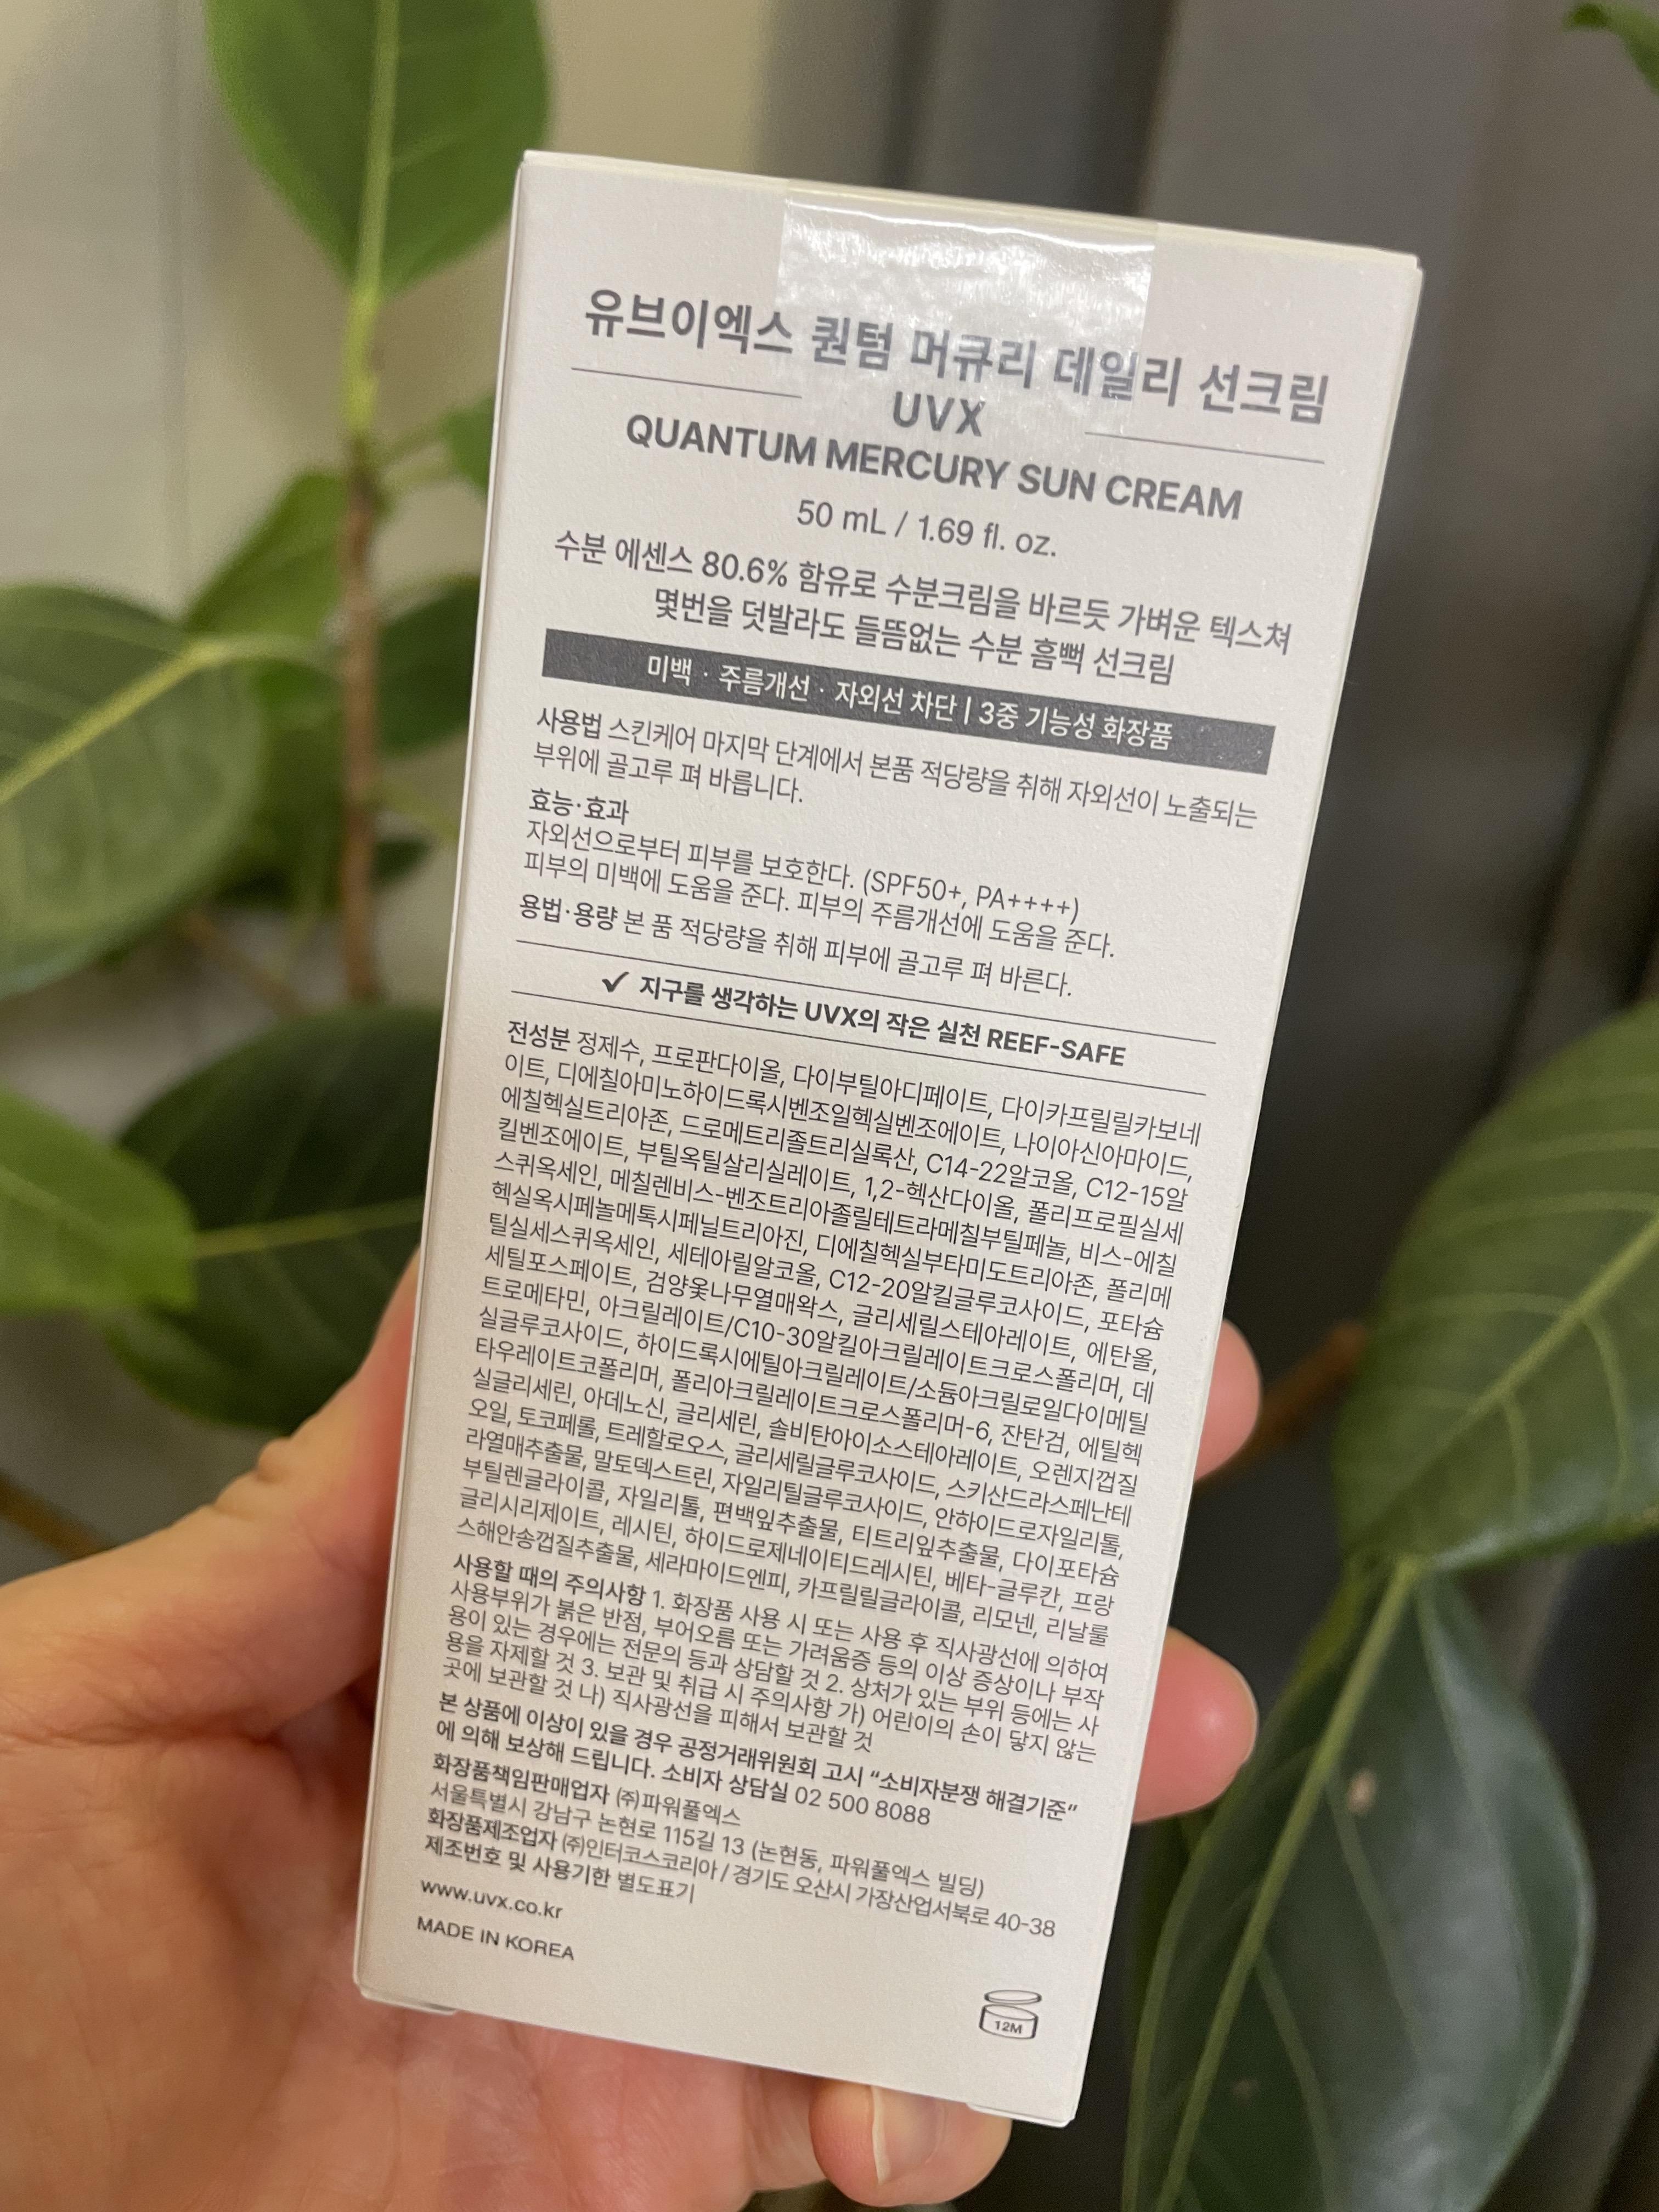 유브이엑스 퀀텀 머큐리 데일리 선크림
UVX
QUANTUM MERCURY SUN CREAM
50 mL / 1.69 fl. oz.
수분 에센스 80.6% 함유로 수분크림을 바르듯 가벼운 텍스쳐
몇번을 덧발라도 들뜸없는 수분 흠뻑 선크림
미백 · 주름개선 · 자외선 차단 | 3중 기능성 화장품
사용법 스킨케어 마지막 단계에서 본품 적당량을 취해 자외선이 노출되는
부위에 골고루 펴 바릅니다.
효능·효과
자외선으로부터 피부를 보호한다. (SPF50+, PA++++)
피부의 미백에 도움을 준다. 피부의 주름개선에 도움을 준다.
용법·용량 본 품 적당량을 취해 피부에 골고루 펴 바른다.
✓ 지구를 생각하는 UVX의 작은 실천 REEF-SAFE
전성분 정제수, 프로판다이올, 다이부틸아디페이트, 다이카프릴릴카보네
이트, 디에칠아미노하이드록시벤조일헥실벤조에이트, 나이아신아마이드,
에칠헥실트리아존, 드로메트리졸트리실록산, C14-22알코올, C12-15알
킬벤조에이트, 부틸옥틸살리실레이트, 1,2-헥산다이올, 폴리프로필실세
스퀴옥세인, 메칠렌비스-벤조트리아졸릴테트라메칠부틸페놀, 비스-에칠
헥실옥시페놀메톡시페닐트리아진, 디에칠헥실부타미도트리아존, 폴리메
틸실세스퀴옥세인, 세테아릴알코올, C12-20알킬글루코사이드, 포타슘
세틸포스페이트, 검양옻나무열매왁스, 글리세릴스테아레이트, 에탄올,
트로메타민, 아크릴레이트/C10-30알킬아크릴레이트크로스폴리머, 데
실글루코사이드, 하이드록시에틸아크릴레이트/소듐아크릴로일다이메틸
타우레이트코폴리머, 폴리아크릴레이트크로스폴리머-6, 잔탄검, 에틸헥
실글리세린, 아데노신, 글리세린, 솔비탄아이소스테아레이트, 오렌지껍질
오일, 토코페롤, 트레할로오스, 글리세릴글루코사이드, 스키산드라스페난테
라열매추출물, 말토덱스트린, 자일리틸글루코사이드, 안하이드로자일리톨,
부틸렌글라이콜, 자일리톨, 편백잎추출물, 티트리잎추출물, 다이포타슘
글리시리제이트, 레시틴, 하이드로제네이티드레시틴, 베타-글루칸, 프랑
스해안송껍질추출물, 세라마이드엔피, 카프릴릴글라이콜, 리모넨, 리날룰
사용할 때의 주의사항 1. 화장품 사용 시 또는 사용 후 직사광선에 의하여
사용부위가 붉은 반점, 부어오름 또는 가려움증 등의 이상 증상이나 부작
용이 있는 경우에는 전문의 등과 상담할 것 2. 상처가 있는 부위 등에는 사
용을 자제할 것 3. 보관 및 취급 시 주의사항 가) 어린이의 손이 닿지 않는
곳에 보관할 것 나) 직사광선을 피해서 보관할 것
본 상품에 이상이 있을 경우 공정거래위원회 고시 “소비자분쟁 해결기준”
에 의해 보상해 드립니다. 소비자 상담실 02 500 8088
화장품책임판매업자 ㈜파워풀엑스
서울특별시 강남구 논현로 115길 13 (논현동, 파워풀엑스 빌딩)
화장품제조업자 ㈜인터코스코리아 / 경기도 오산시 가장산업서북로 40-38
제조번호 및 사용기한 별도표기
www.uvx.co.kr
MADE IN KOREA
12M